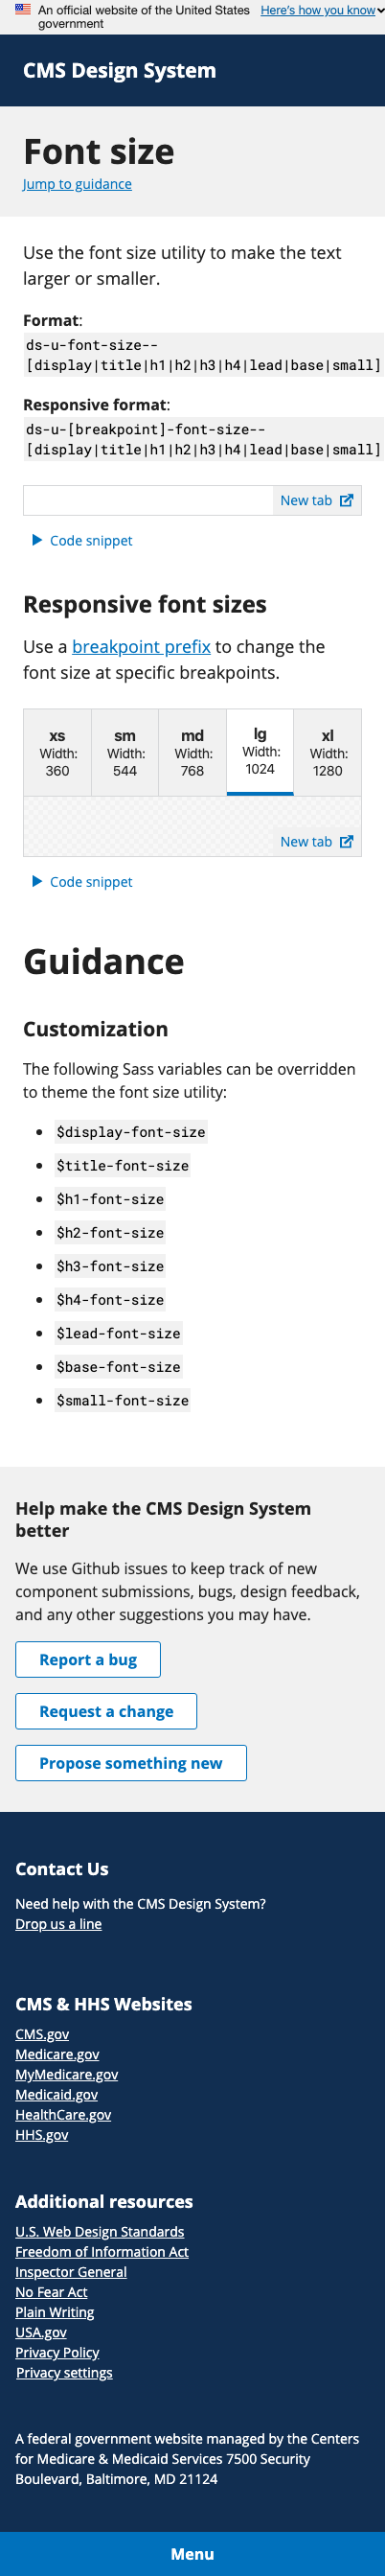 An official website of the United States
government
Here's how you know
CMS Design System
Font size
Jump to guidance
Use the font size utility to make the text
larger or smaller.
Format:
ds-u-font-size--
[display|title|h1|h2|h3|h4|lead|base|small]
Responsive format:
ds-u-[breakpoint]-font-size--
[display|title|h1|h2|h3|h4|lead|base|small]
New tab
Code snippet
Responsive font sizes
Use a breakpoint prefix to change the
font size at specific breakpoints.
xs
Width:
360
sm
Width:
544
md
Width:
768
lg
Width:
1024
xl
Width:
1280
New tab
Code snippet
Guidance
Customization
The following Sass variables can be overridden
to theme the font size utility:
$display-font-size
$title-font-size
$h1-font-size
$h2-font-size
$h3-font-size
$h4-font-size
$lead-font-size
$base-font-size
$small-font-size
Help make the CMS Design System
better
We use Github issues to keep track of new
component submissions, bugs, design feedback,
and any other suggestions you may have.
Report a bug
Request a change
Propose something new
Contact Us
Need help with the CMS Design System?
Drop us a line
CMS & HHS Websites
CMS.gov
Medicare.gov
MyMedicare.gov
Medicaid.gov
HealthCare.gov
HHS.gov
Additional resources
U.S. Web Design Standards
Freedom of Information Act
Inspector General
No Fear Act
Plain Writing
USA.gov
Privacy Policy
Privacy settings
A federal government website managed by the Centers
for Medicare & Medicaid Services 7500 Security
Boulevard, Baltimore, MD 21124
Menu